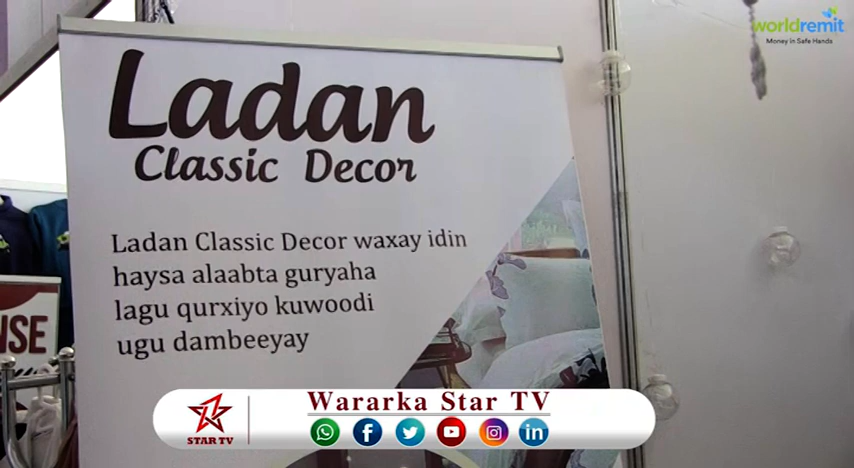 worldremit
Money in Safe Hands
Ladan
Classic Decor
Ladan Classic Decor waxay idin
haysa alaabta guryaha
lagu qurxiyo kuwoodi
ugu dambeeyay
NSE
Wararka Star TV
STAR TV